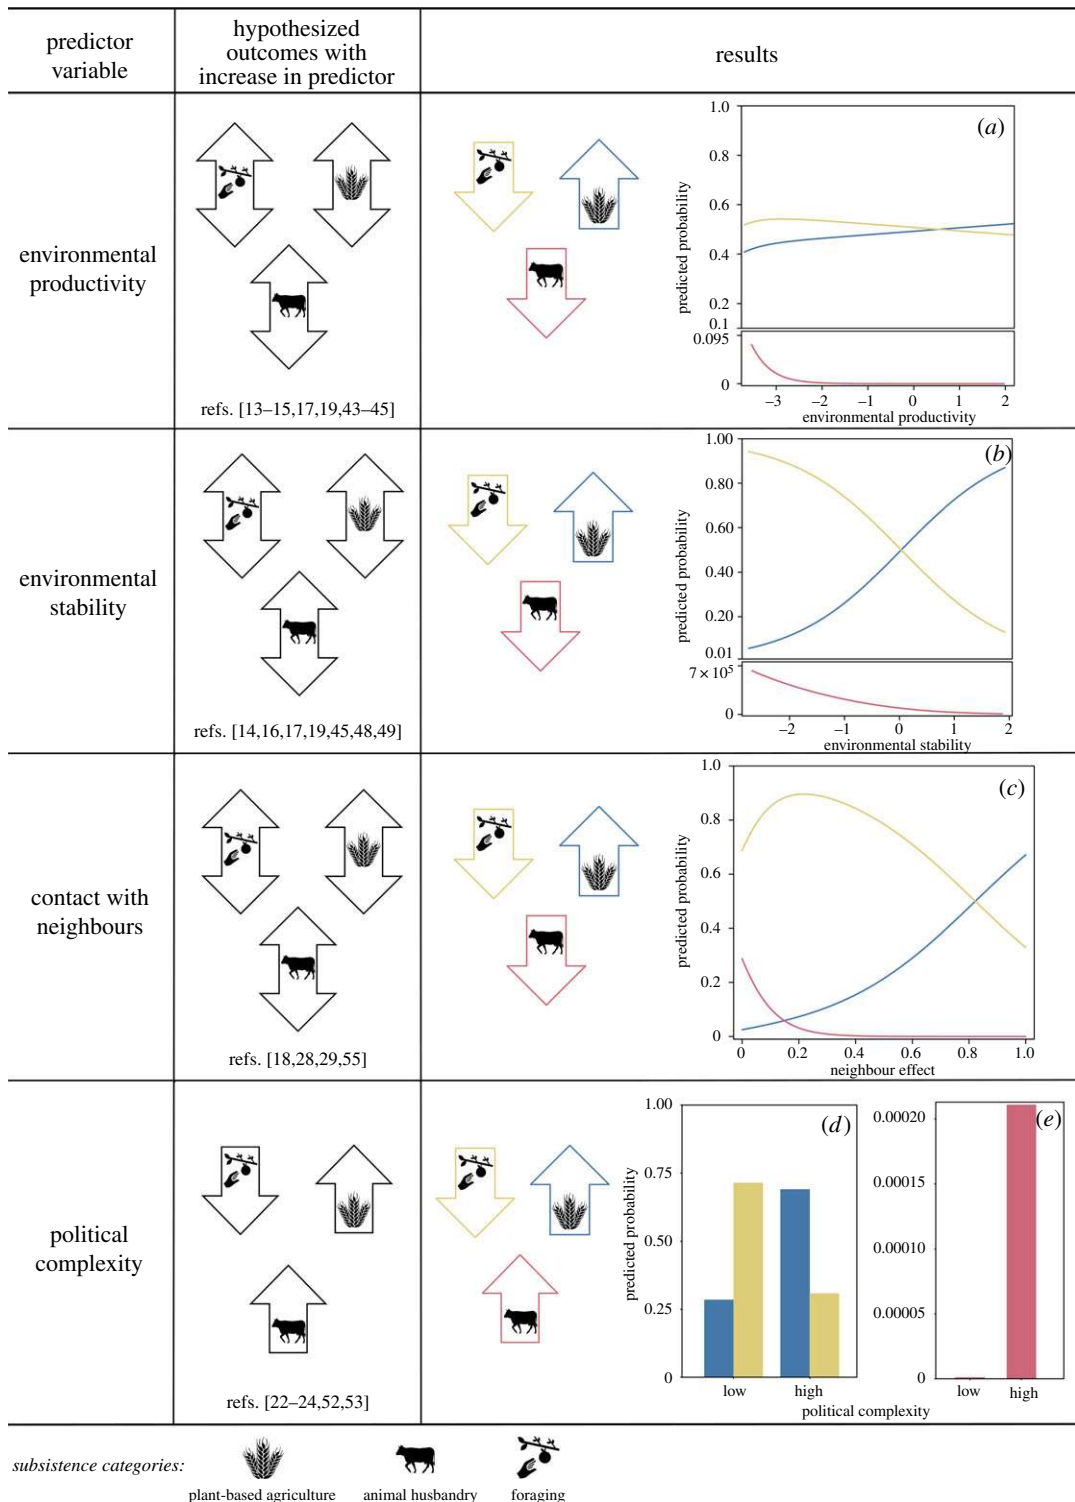 predictor
variable
hypothesized
outcomes with
increase in predictor
results
environmental
productivity
refs. [13–15,17,19,43–45]
(a)
predicted probability
1.0
0.8
0.6
0.4
0.2
0.1
0.095
0
–3 –2 –1 0 1 2
environmental productivity
environmental
stability
refs. [14,16,17,19,45,48,49]
(b)
predicted probability
1.00
0.80
0.60
0.40
0.20
0.01
7 × 10⁵
0
–2 –1 0 1 2
environmental stability
contact with
neighbours
refs. [18,28,29,55]
(c)
predicted probability
1.0
0.8
0.6
0.4
0.2
0
0 0.2 0.4 0.6 0.8 1.0
neighbour effect
political
complexity
refs. [22–24,52,53]
(d)
predicted probability
1.00
0.75
0.50
0.25
0
low high
(e)
0.00020
0.00015
0.00010
0.00005
0
low high
political complexity
subsistence categories:
plant-based agriculture animal husbandry foraging